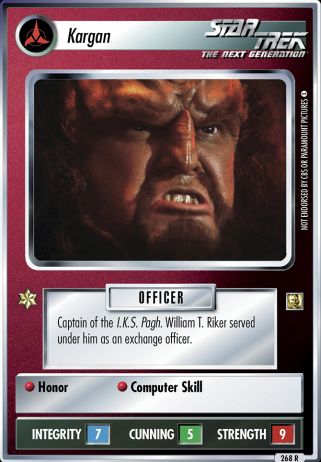 Kargan
STAR TREK
THE NEXT GENERATION
NOT ENDORSED BY CBS OR PARAMOUNT PICTURES
OFFICER
Captain of the I.K.S. Pagh. William T. Riker served
under him as an exchange officer.
Honor
Computer Skill
INTEGRITY 7 CUNNING 5 STRENGTH 9
268 R